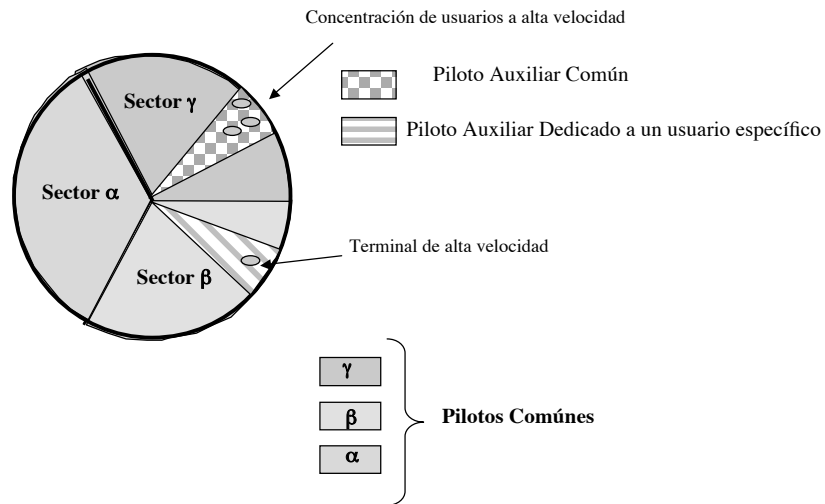 Concentración de usuarios a alta velocidad
Piloto Auxiliar Común
Sector γ
Piloto Auxiliar Dedicado a un usuario específico
Sector α
Terminal de alta velocidad
Sector β
γ
β
Pilotos Comúnes
α